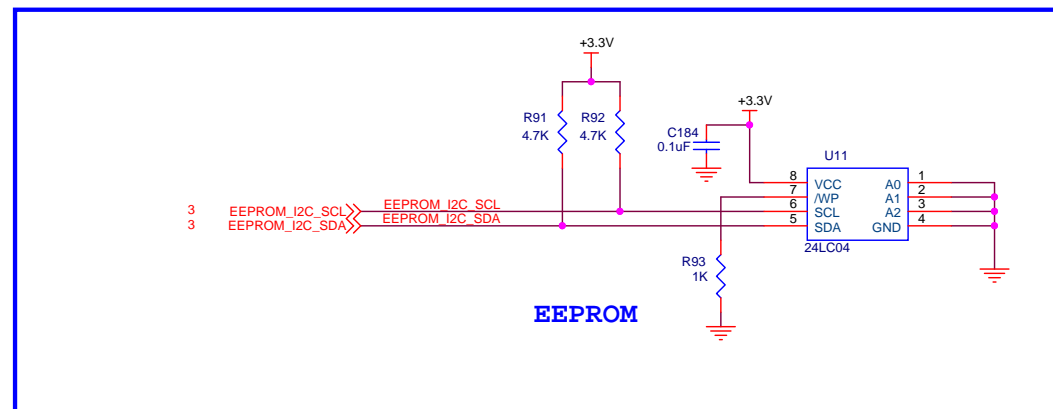 +3.3V
R91
4.7K
R92
4.7K
+3.3V
C184
0.1uF
U11
8 VCC A0 1
7 /WP A1 2
6 SCL A2 3
5 SDA GND 4
24LC04
3 EEPROM_I2C_SCL EEPROM_I2C_SCL
3 EEPROM_I2C_SDA EEPROM_I2C_SDA
R93
1K
EEPROM